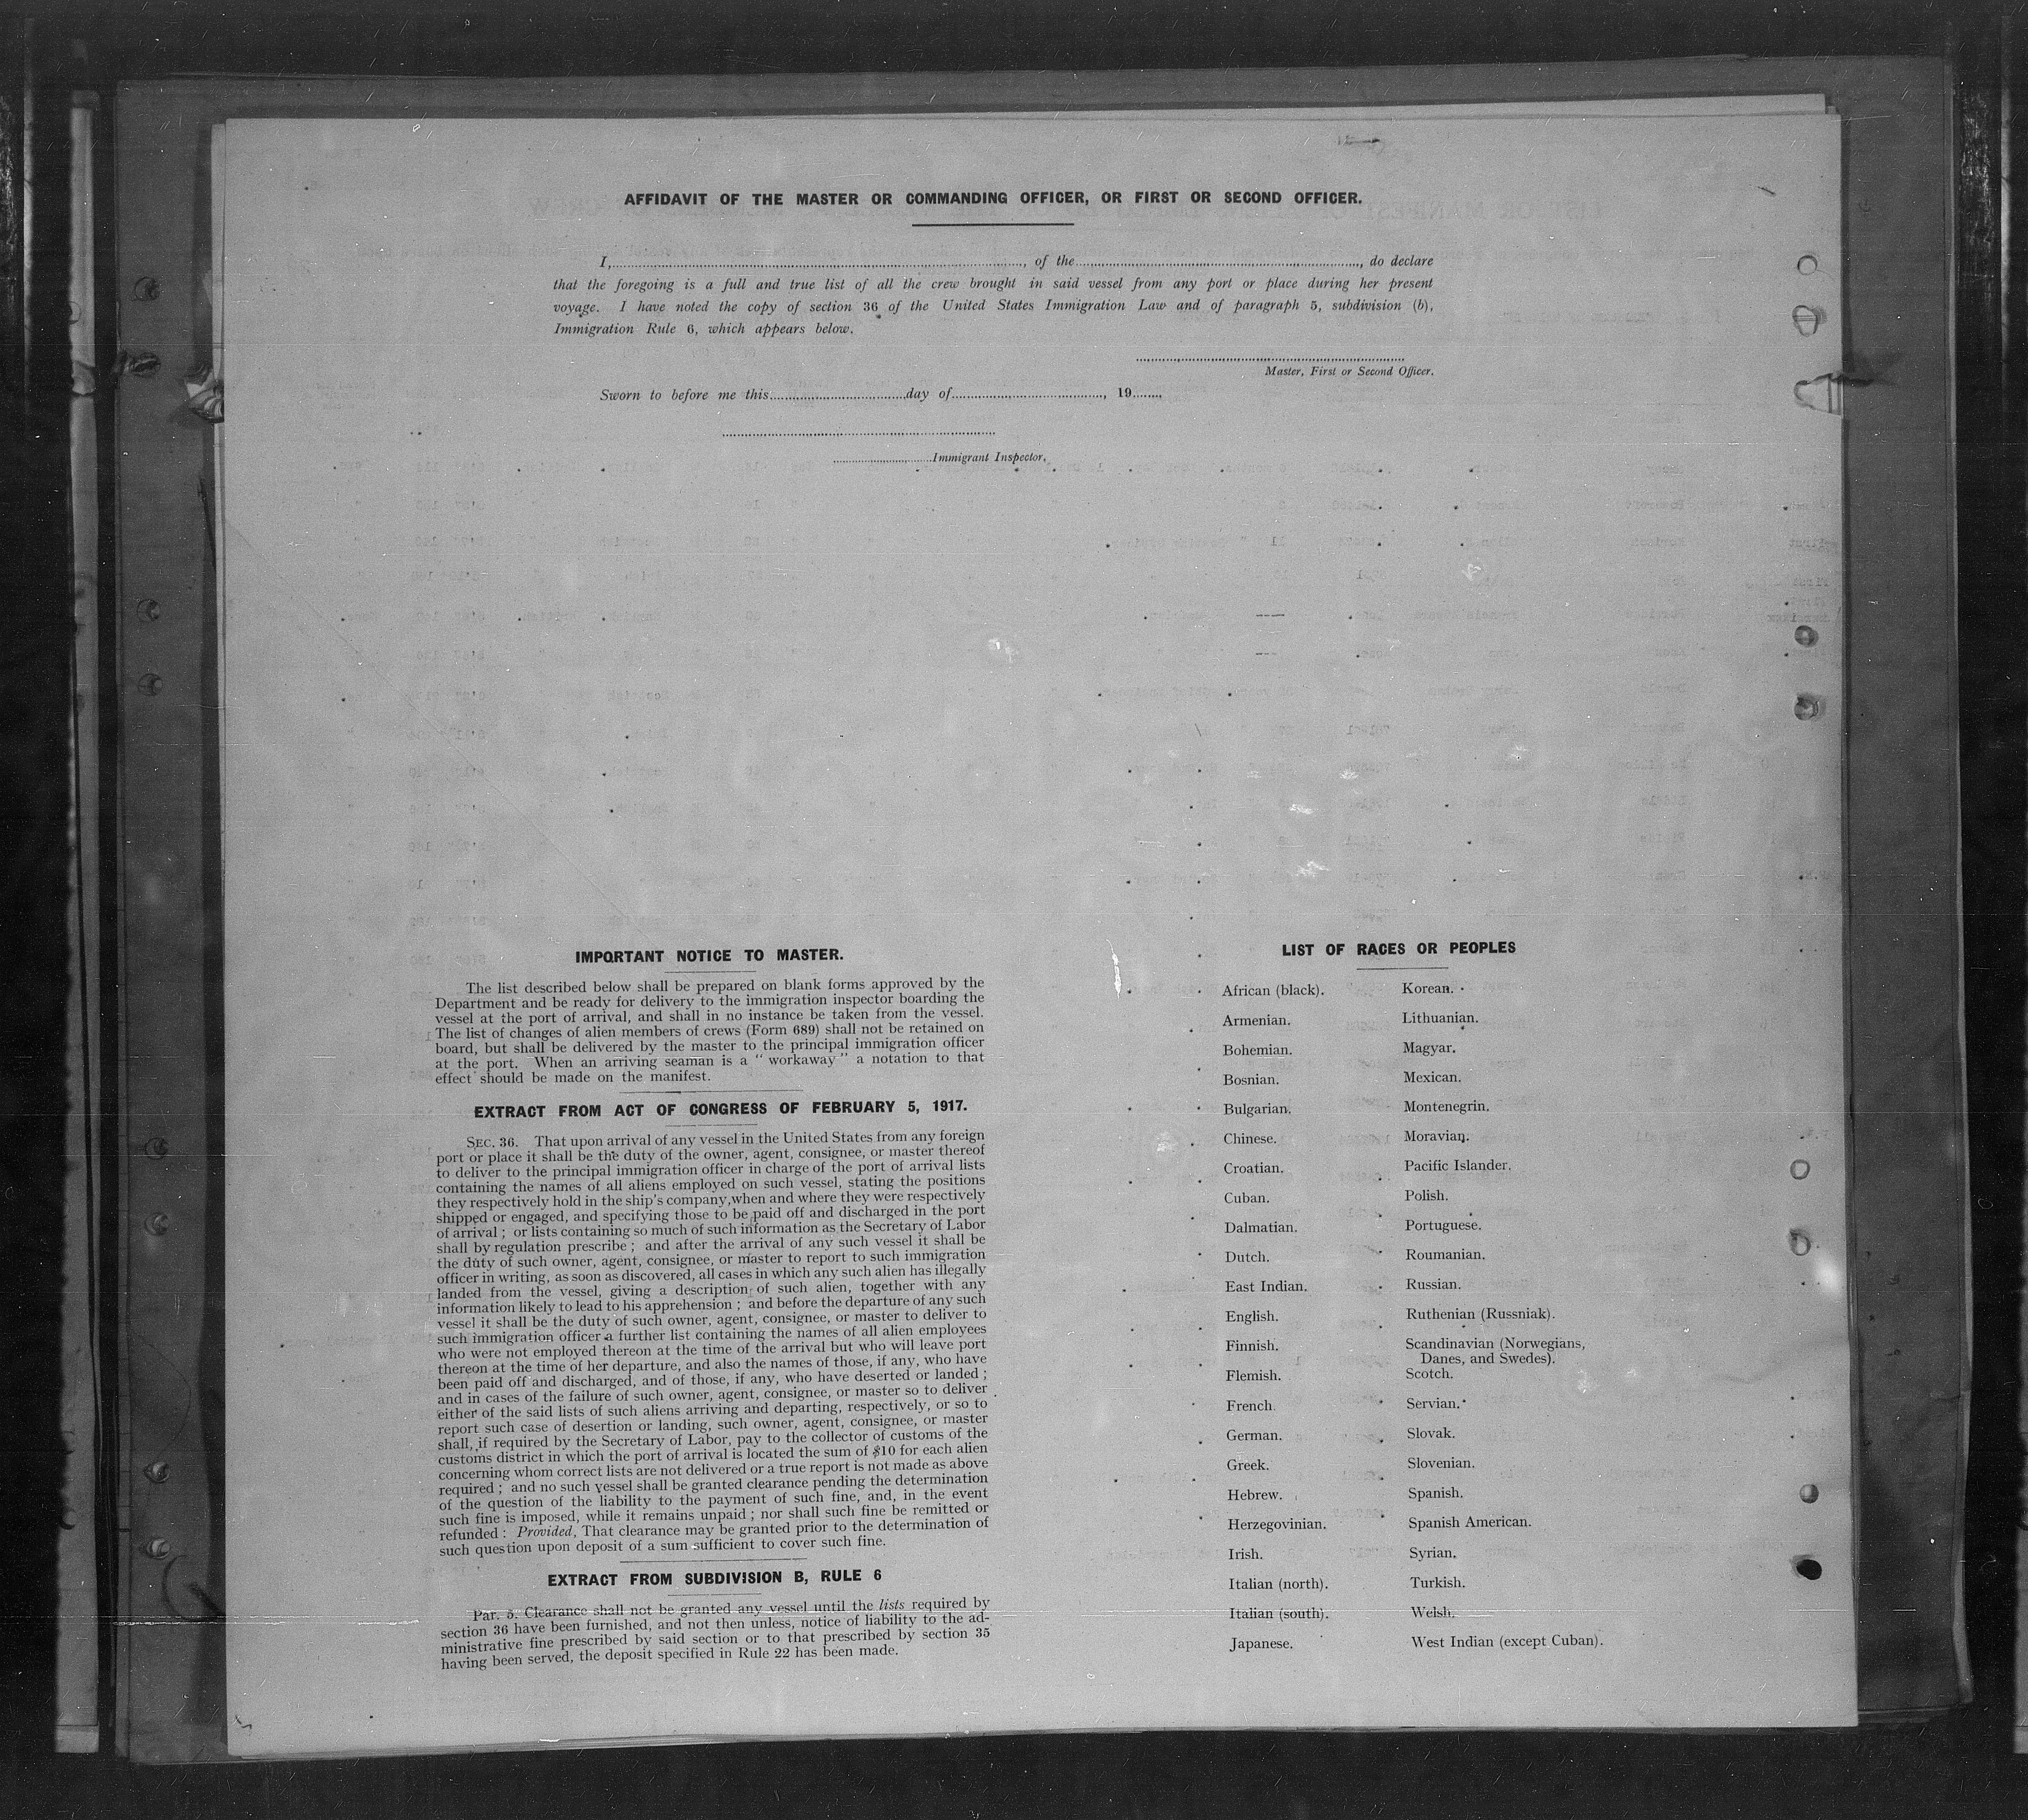 AFFIDAVIT OF THE MASTER OR COMMANDING OFFICER, OR FIRST OR SECOND OFFICER.
I,........................................, of the........................................, do declare
that the foregoing is a full and true list of all the crew brought in said vessel from any port or place during her present
voyage. I have noted the copy of section 36 of the United States Immigration Law and of paragraph 5, subdivision (b),
Immigration Rule 6, which appears below.
Master, First or Second Officer.
Sworn to before me this....................day of...................., 19........
....................Immigrant Inspector.
IMPORTANT NOTICE TO MASTER.
The list described below shall be prepared on blank forms approved by the
Department and be ready for delivery to the immigration inspector boarding the
vessel at the port of arrival, and shall in no instance be taken from the vessel.
The list of changes of alien members of crews (Form 689) shall not be retained on
board, but shall be delivered by the master to the principal immigration officer
at the port. When an arriving seaman is a " workaway " a notation to that
effect should be made on the manifest.
EXTRACT FROM ACT OF CONGRESS OF FEBRUARY 5, 1917.
SEC. 36. That upon arrival of any vessel in the United States from any foreign
port or place it shall be the duty of the owner, agent, consignee, or master thereof
to deliver to the principal immigration officer in charge of the port of arrival lists
containing the names of all aliens employed on such vessel, stating the positions
they respectively hold in the ship's company, when and where they were respectively
shipped or engaged, and specifying those to be paid off and discharged in the port
of arrival ; or lists containing so much of such information as the Secretary of Labor
shall by regulation prescribe ; and after the arrival of any such vessel it shall be
the duty of such owner, agent, consignee, or master to report to such immigration
officer in writing, as soon as discovered, all cases in which any such alien has illegally
landed from the vessel, giving a description of such alien, together with any
information likely to lead to his apprehension ; and before the departure of any such
vessel it shall be the duty of such owner, agent, consignee, or master to deliver to
such immigration officer a further list containing the names of all alien employees
who were not employed thereon at the time of the arrival but who will leave port
thereon at the time of her departure, and also the names of those, if any, who have
been paid off and discharged, and of those, if any, who have deserted or landed ;
and in cases of the failure of such owner, agent, consignee, or master so to deliver
either of the said lists of such aliens arriving and departing, respectively, or so to
report such case of desertion or landing, such owner, agent, consignee, or master
shall, if required by the Secretary of Labor, pay to the collector of customs of the
customs district in which the port of arrival is located the sum of $10 for each alien
concerning whom correct lists are not delivered or a true report is not made as above
required ; and no such vessel shall be granted clearance pending the determination
of the question of the liability to the payment of such fine, and, in the event
such fine is imposed, while it remains unpaid ; nor shall such fine be remitted or
refunded : Provided, That clearance may be granted prior to the determination of
such question upon deposit of a sum sufficient to cover such fine.
EXTRACT FROM SUBDIVISION B, RULE 6
Par. 5. Clearance shall not be granted any vessel until the lists required by
section 36 have been furnished, and not then unless, notice of liability to the ad-
ministrative fine prescribed by said section or to that prescribed by section 35
having been served, the deposit specified in Rule 22 has been made.
LIST OF RACES OR PEOPLES
African (black).
Armenian.
Bohemian.
Bosnian.
Bulgarian.
Chinese.
Croatian.
Cuban.
Dalmatian.
Dutch.
East Indian.
English.
Finnish.
Flemish.
French.
German.
Greek.
Hebrew.
Herzegovinian.
Irish.
Italian (north).
Italian (south).
Japanese.
Korean.
Lithuanian.
Magyar.
Mexican.
Montenegrin.
Moravian.
Pacific Islander.
Polish.
Portuguese.
Roumanian.
Russian.
Ruthenian (Russniak).
Scandinavian (Norwegians,
Danes, and Swedes).
Scotch.
Servian.
Slovak.
Slovenian.
Spanish.
Spanish American.
Syrian.
Turkish.
Welsh.
West Indian (except Cuban).